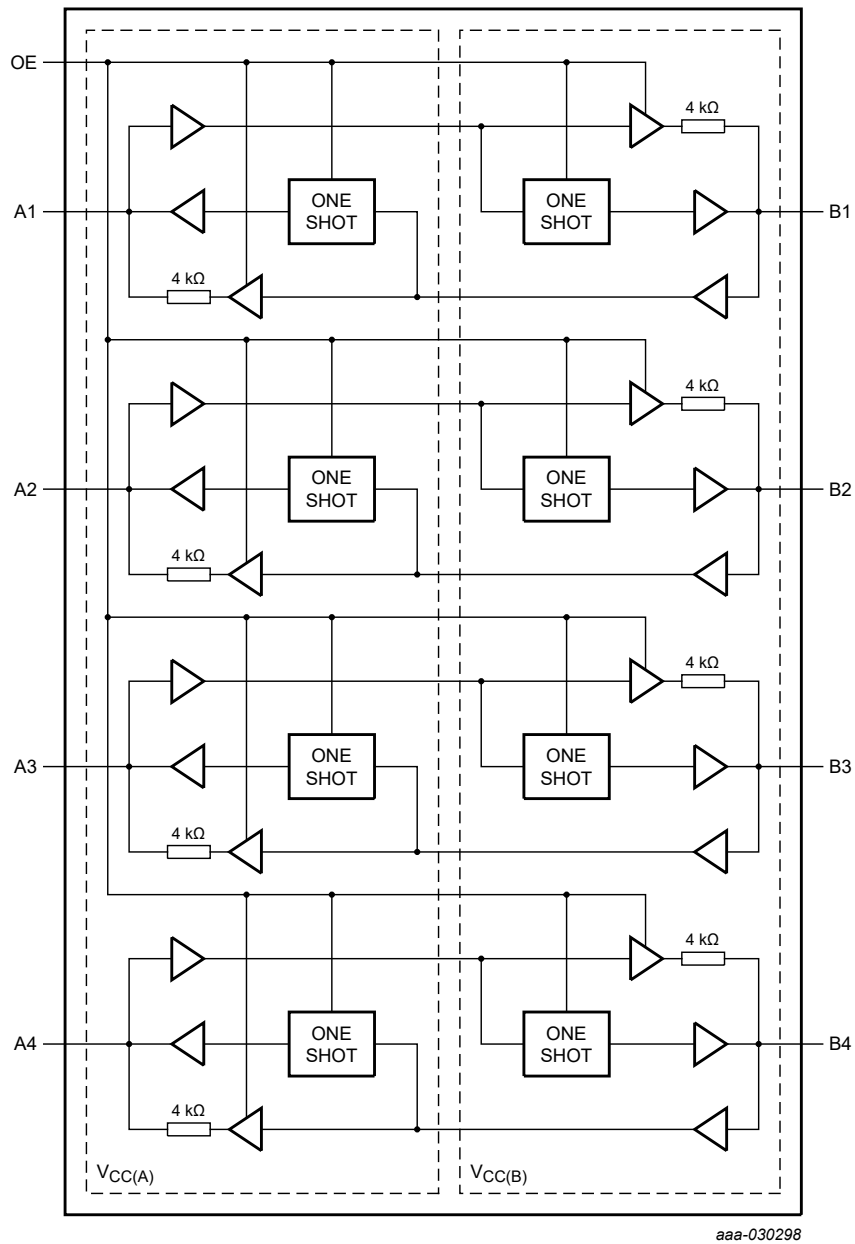 OE
4 kΩ
A1
ONE
SHOT
ONE
SHOT
B1
4 kΩ
4 kΩ
A2
ONE
SHOT
ONE
SHOT
B2
4 kΩ
4 kΩ
A3
ONE
SHOT
ONE
SHOT
B3
4 kΩ
4 kΩ
A4
ONE
SHOT
ONE
SHOT
B4
4 kΩ
VCC(A)
VCC(B)
aaa-030298